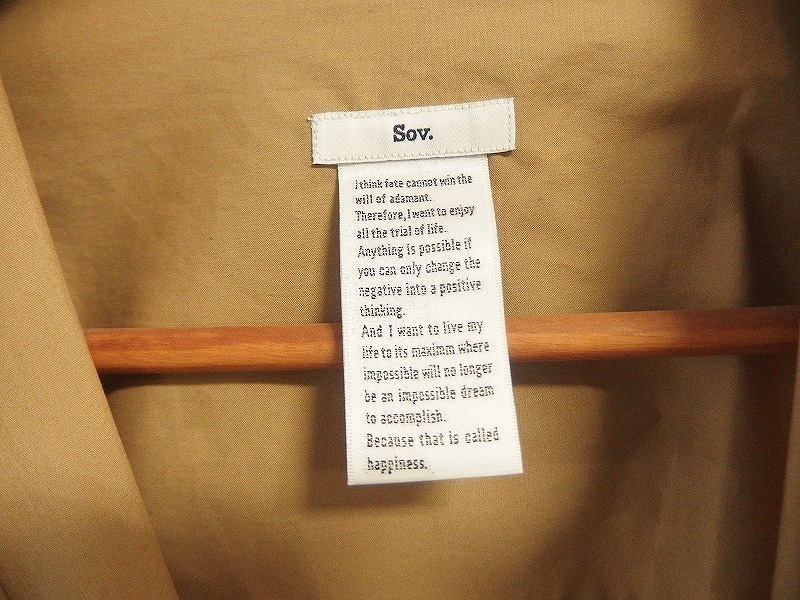 Sov.
I think fate cannot win the
will of adamant.
Therefore, I want to enjoy
all the trial of life.
Anything is possible if
you can only change the
negative into a positive
thinking.
And I want to live my
life to its maximm where
impossible will no longer
be an impossible dream
to accomplish.
Because that is called
happiness.